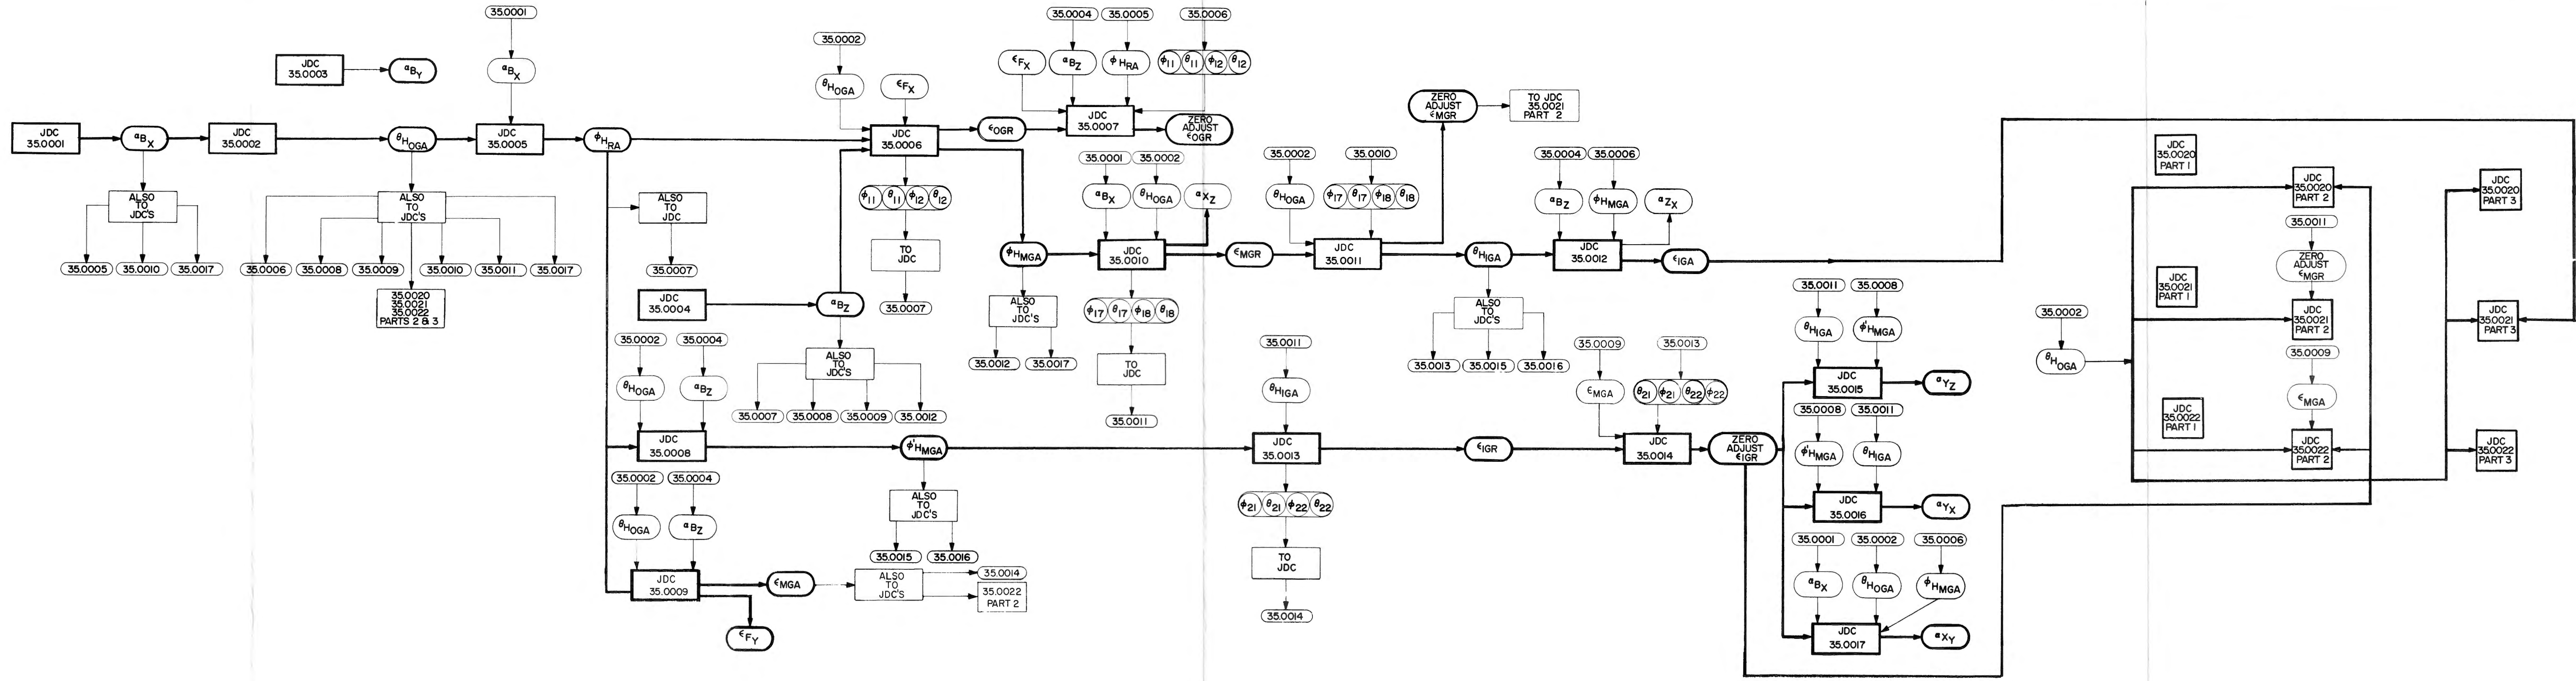 35.0001
35.0004
35.0005
35.0006
35.0002
JDC
35.0003
αBY
αBX
ϵFX
αBZ
ϕHRA
ϕ11 θ11 ϕ12 θ12
θHOGA
ϵFX
JDC
35.0001
αBX
JDC
35.0002
θHOGA
JDC
35.0005
ϕHRA
JDC
35.0006
ϵOGR
JDC
35.0007
ZERO
ADJUST
ϵOGR
ALSO
TO
JDC'S
35.0005
35.0010
35.0017
ALSO
TO
JDC'S
35.0006
35.0008
35.0009
35.0010
35.0011
35.0017
35.0020
35.0021
35.0022
PARTS 2 & 3
ALSO
TO
JDC
35.0007
ϕ11 θ11 ϕ12 θ12
TO
JDC
35.0007
JDC
35.0004
αBZ
ALSO
TO
JDC'S
35.0007
35.0008
35.0009
35.0012
35.0001
35.0002
αBX
θHOGA
αXZ
ϕHMGA
JDC
35.0010
ϵMGR
ALSO
TO
JDC'S
35.0012
35.0017
ϕ17 θ17 ϕ18 θ18
TO
JDC
35.0011
35.0002
35.0010
θHOGA
ϕ17 θ17 ϕ18 θ18
JDC
35.0011
ZERO
ADJUST
ϵMGR
TO JDC
35.0021
PART 2
θHIGA
ALSO
TO
JDC'S
35.0013
35.0015
35.0016
35.0004
35.0006
αBZ
ϕHMGA
αZX
JDC
35.0012
ϵIGA
35.0002
35.0004
θHOGA
αBZ
JDC
35.0008
ϕ'HMGA
ALSO
TO
JDC'S
35.0015
35.0016
35.0002
35.0004
θHOGA
αBZ
JDC
35.0009
ϵMGA
ϵFY
ALSO
TO
JDC'S
35.0014
35.0022
PART 2
35.0011
θHIGA
JDC
35.0013
ϵIGR
ϕ21 θ21 ϕ22 θ22
TO
JDC
35.0014
35.0009
35.0013
ϵMGA
θ21 ϕ21 θ22 ϕ22
JDC
35.0014
ZERO
ADJUST
ϵIGR
35.0011
35.0008
θHIGA
ϕ'HMGA
JDC
35.0015
αYZ
35.0008
35.0011
ϕ'HMGA
θHIGA
JDC
35.0016
αYX
35.0001
35.0002
35.0006
αBX
θHOGA
ϕHMGA
JDC
35.0017
αXY
35.0002
θHOGA
JDC
35.0020
PART 1
JDC
35.0021
PART 1
JDC
35.0022
PART 1
JDC
35.0020
PART 2
35.0011
ZERO
ADJUST
ϵMGR
JDC
35.0021
PART 2
35.0009
ϵMGA
JDC
35.0022
PART 2
JDC
35.0020
PART 3
JDC
35.0021
PART 3
JDC
35.0022
PART 3